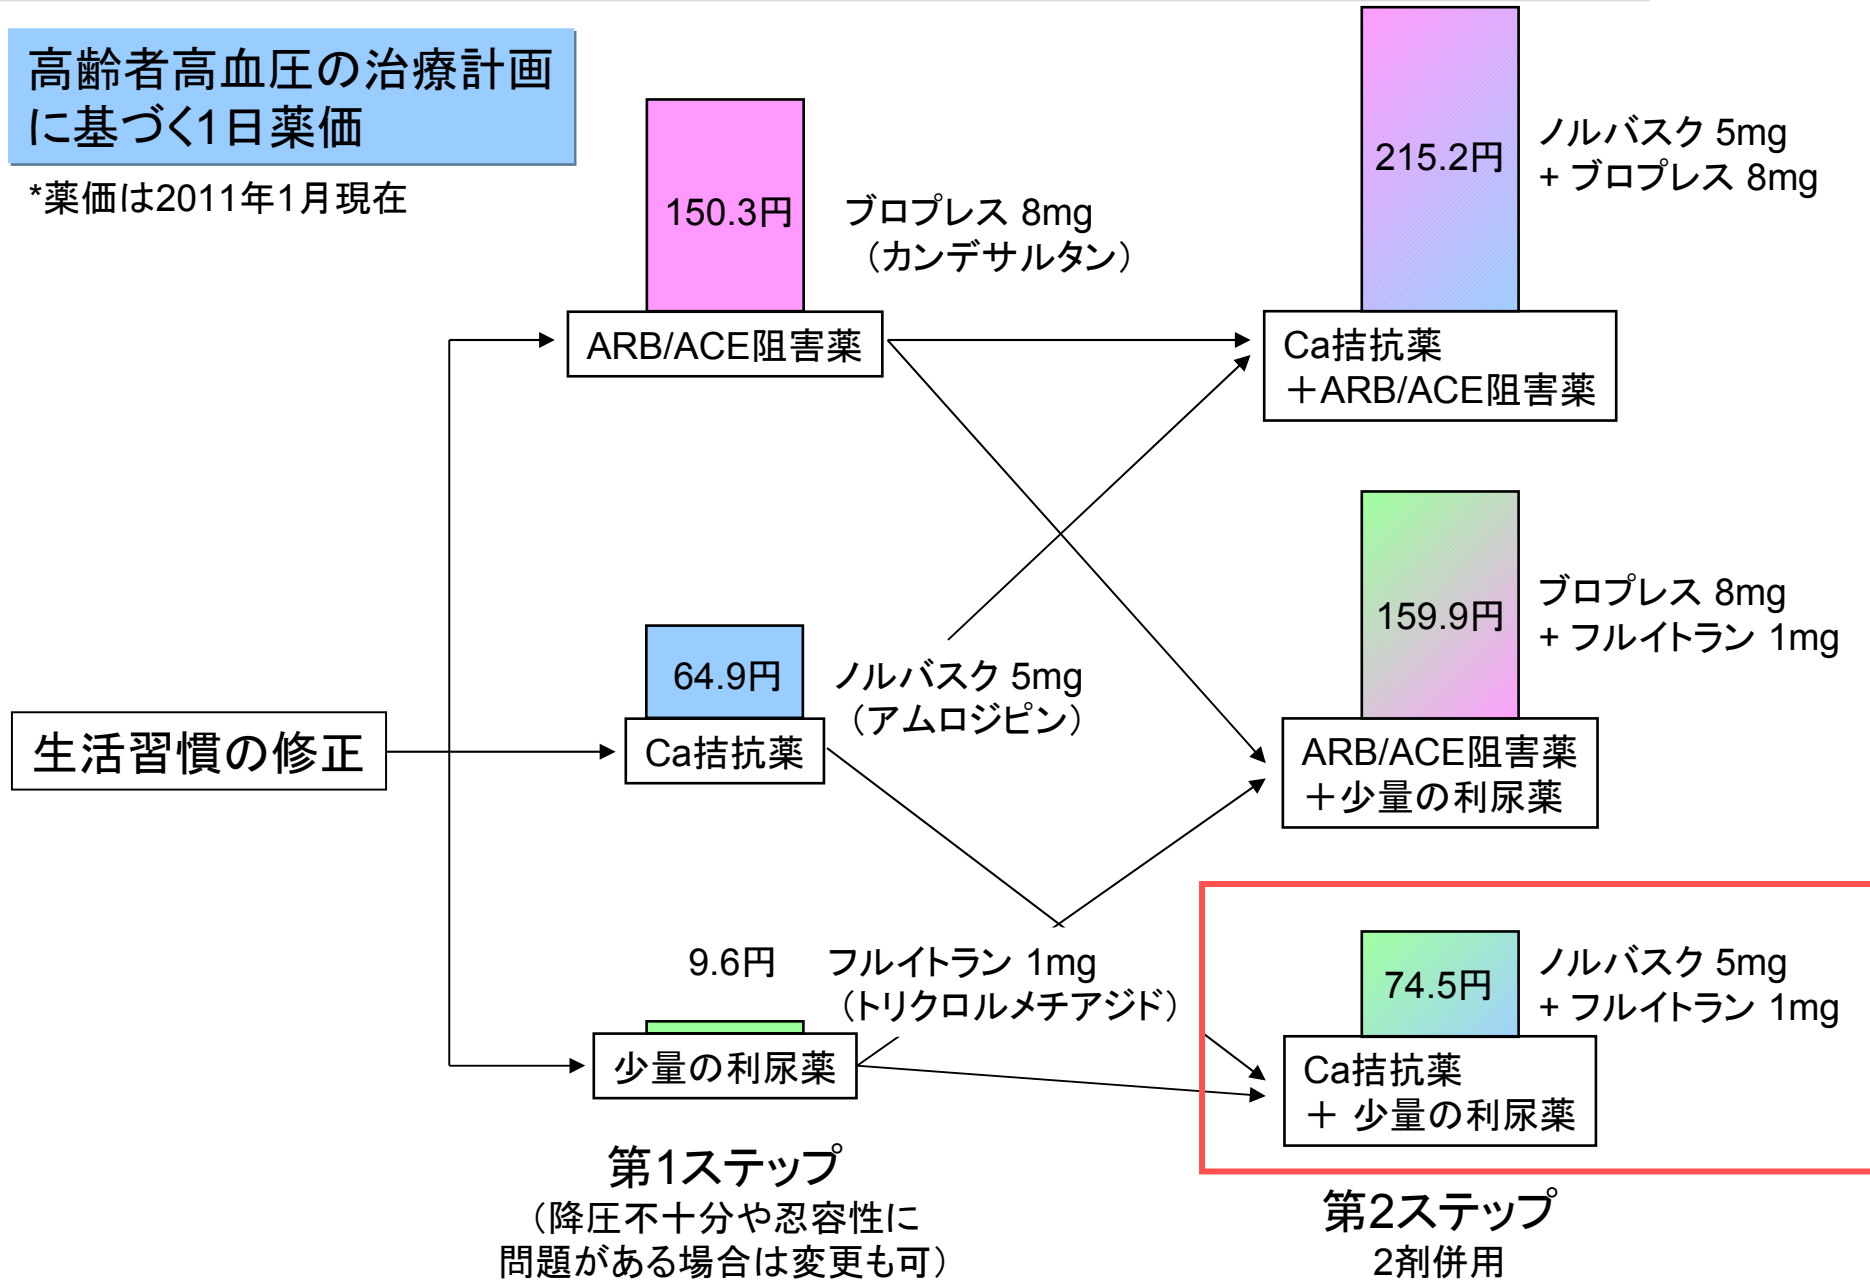 高齢者高血圧の治療計画
に基づく1日薬価
*薬価は2011年1月現在
150.3円
ブロプレス 8mg
（カンデサルタン）
ARB/ACE阻害薬
215.2円
ノルバスク 5mg
+ ブロプレス 8mg
Ca拮抗薬
＋ARB/ACE阻害薬
64.9円
ノルバスク 5mg
（アムロジピン）
Ca拮抗薬
生活習慣の修正
159.9円
ブロプレス 8mg
+ フルイトラン 1mg
ARB/ACE阻害薬
＋少量の利尿薬
9.6円
フルイトラン 1mg
（トリクロルメチアジド）
少量の利尿薬
74.5円
ノルバスク 5mg
+ フルイトラン 1mg
Ca拮抗薬
＋ 少量の利尿薬
第1ステップ
（降圧不十分や忍容性に
問題がある場合は変更も可）
第2ステップ
2剤併用